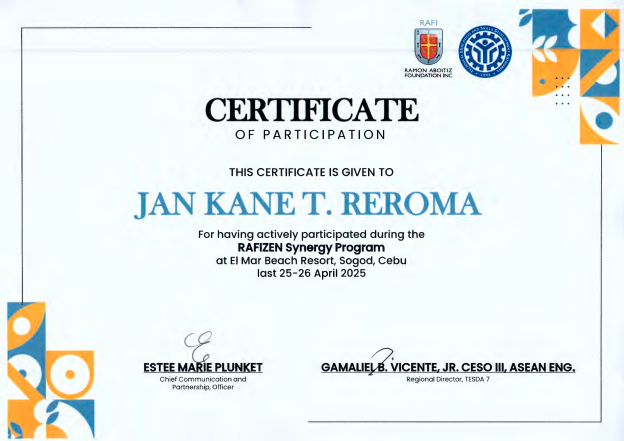 RAFI
RAMON ABOITIZ
FOUNDATION INC
CERTIFICATE
OF PARTICIPATION
THIS CERTIFICATE IS GIVEN TO
JAN KANE T. REROMA
For having actively participated during the
RAFIZEN Synergy Program
at El Mar Beach Resort, Sogod, Cebu
last 25-26 April 2025
ESTEE MARIE PLUNKET
Chief Communication and
Partnership, Officer
GAMALIEL B. VICENTE, JR. CESO III, ASEAN ENG.
Regional Director, TESDA 7